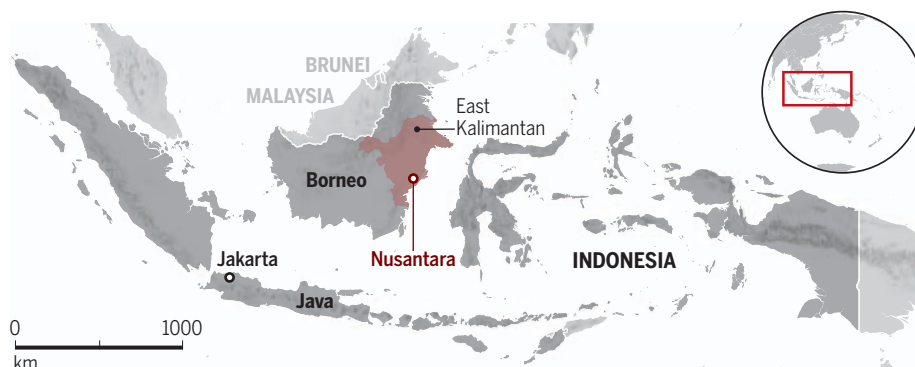 BRUNEI
MALAYSIA
East
Kalimantan
Borneo
Jakarta
Nusantara
INDONESIA
Java
0 1000
km